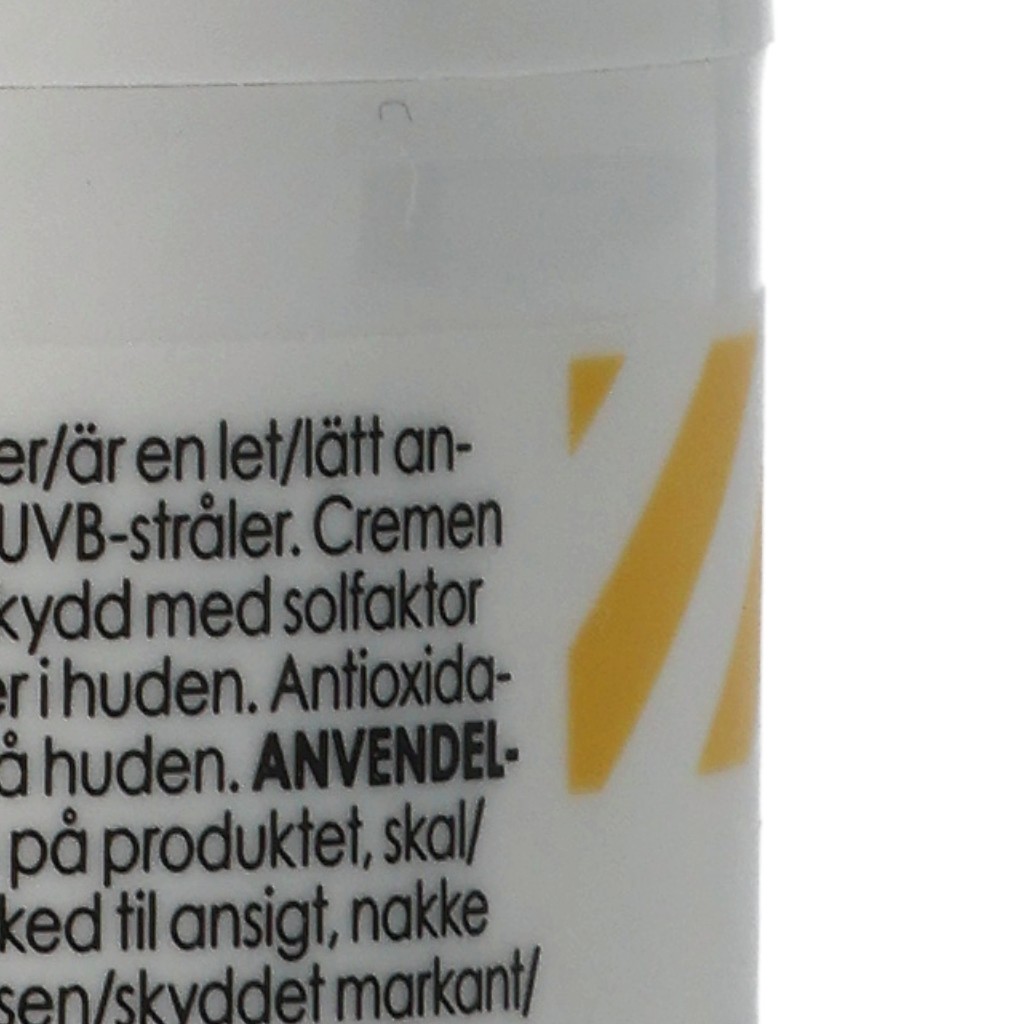 er/är en let/lätt an-
UVB-stråler. Cremen
kydd med solfaktor
er i huden. Antioxida-
å huden. ANVENDEL-
på produktet, skal/
ked til ansigt, nakke
sen/skyddet markant/